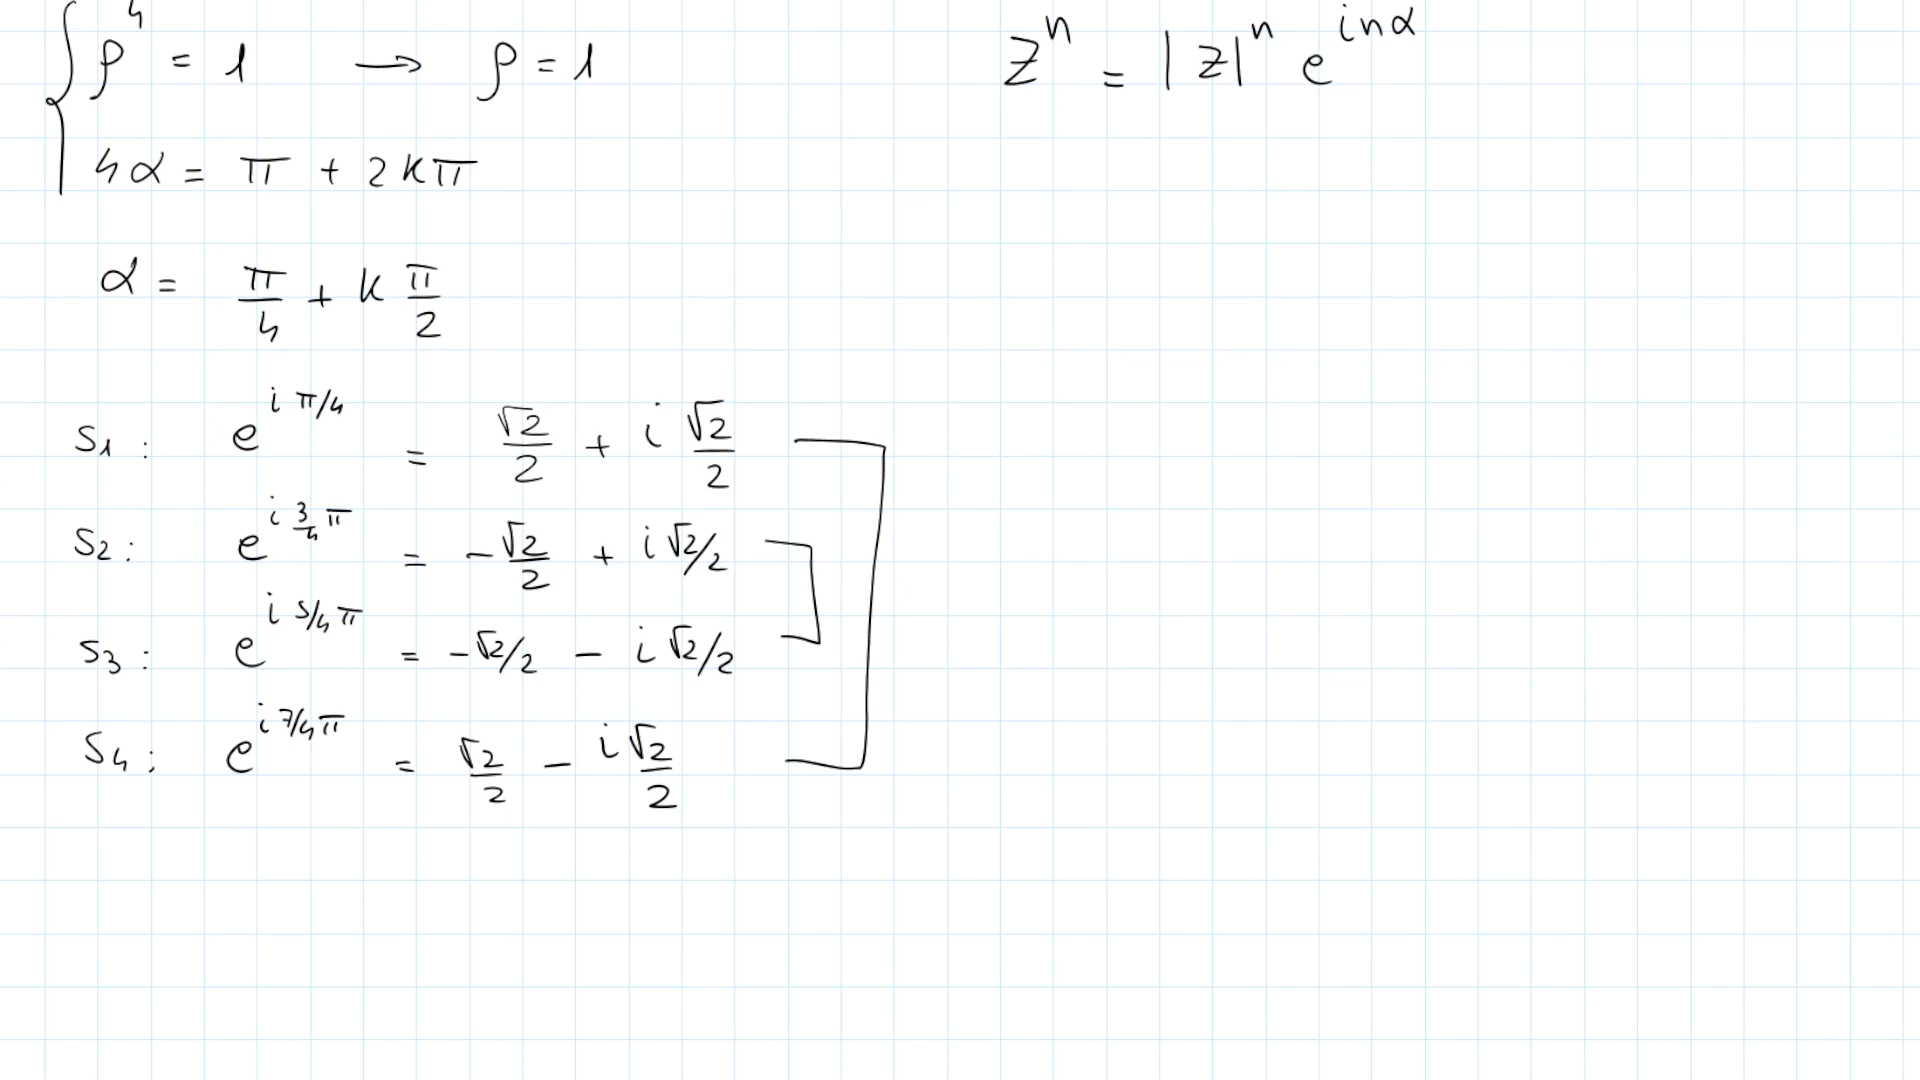 ρ⁴ = 1 → ρ = 1
zⁿ = |z|ⁿ e^{inα}
4α = π + 2kπ
α = π/4 + k π/2
S1: e^{i π/4} = √2/2 + i √2/2
S2: e^{i 3/4 π} = -√2/2 + i √2/2
S3: e^{i 5/4 π} = -√2/2 - i √2/2
S4: e^{i 7/4 π} = √2/2 - i √2/2